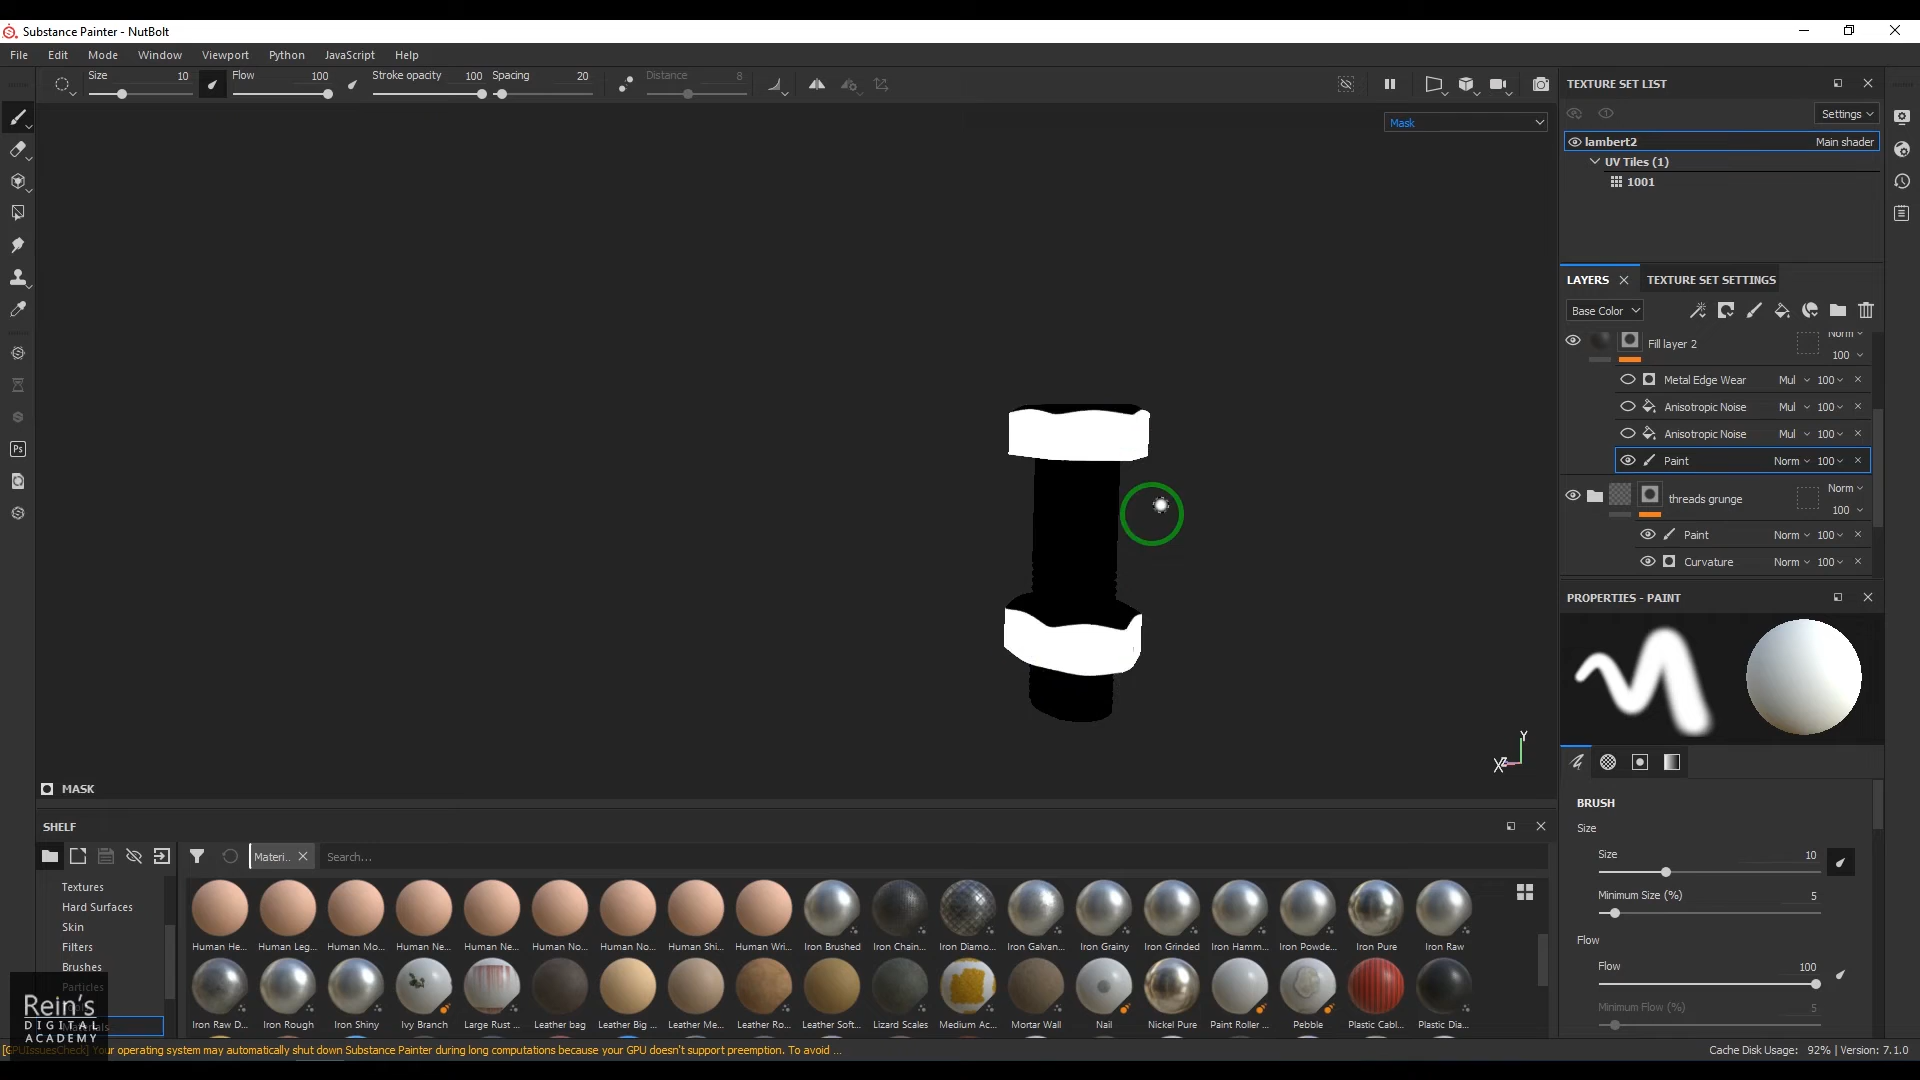 Substance Painter - NutBolt
File Edit Mode Window Viewport Python JavaScript Help
Size 10 Flow 100 Stroke opacity 100 Spacing 20 Distance 8
Mask
TEXTURE SET LIST
Settings
lambert2 Main shader
UV Tiles (1)
1001
LAYERS TEXTURE SET SETTINGS
Base Color
Norm
Fill layer 2
100
Metal Edge Wear Mul 100
Anisotropic Noise Mul 100
Anisotropic Noise Mul 100
Paint Norm 100
Norm
threads grunge
100
Paint Norm 100
Curvature Norm 100
PROPERTIES - PAINT
BRUSH
Size
Size 10
Minimum Size (%) 5
Flow
Flow 100
Minimum Flow (%) 5
Y
X Z
MASK
SHELF
Materi.. Search...
Textures
Hard Surfaces
Skin
Filters
Brushes
Particles
Materials
Human He... Human Leg... Human Mo... Human Ne... Human Ne... Human No... Human No... Human Shi... Human Wri... Iron Brushed Iron Chain... Iron Diamo... Iron Galvan... Iron Grainy Iron Grinded Iron Hamm... Iron Powde... Iron Pure Iron Raw
Iron Raw D... Iron Rough Iron Shiny Ivy Branch Large Rust ... Leather bag Leather Big ... Leather Me... Leather Ro... Leather Soft... Lizard Scales Medium Ac... Mortar Wall Nail Nickel Pure Paint Roller ... Pebble Plastic Cabl... Plastic Dia...
Rein's
DIGITAL
ACADEMY
[GPUIssuesCheck] Your operating system may automatically shut down Substance Painter during long computations because your GPU doesn't support preemption. To avoid ...
Cache Disk Usage: 92% | Version: 7.1.0
Ps